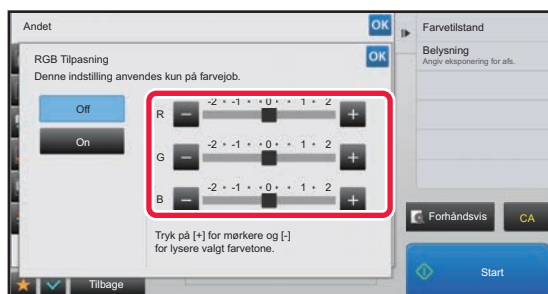 Andet
OK
Farvetilstand
Belysning
Angiv eksponering for afs.
RGB Tilpasning
OK
Denne indstilling anvendes kun på farvejob.
Off
On
-2 • -1 • • 0 • • 1 • 2
R − +
-2 • -1 • • 0 • • 1 • 2
G − +
-2 • -1 • • 0 • • 1 • 2
B − +
Tryk på [+] for mørkere og [-]
for lysere valgt farvetone.
Forhåndsvis
CA
Tilbage
Start